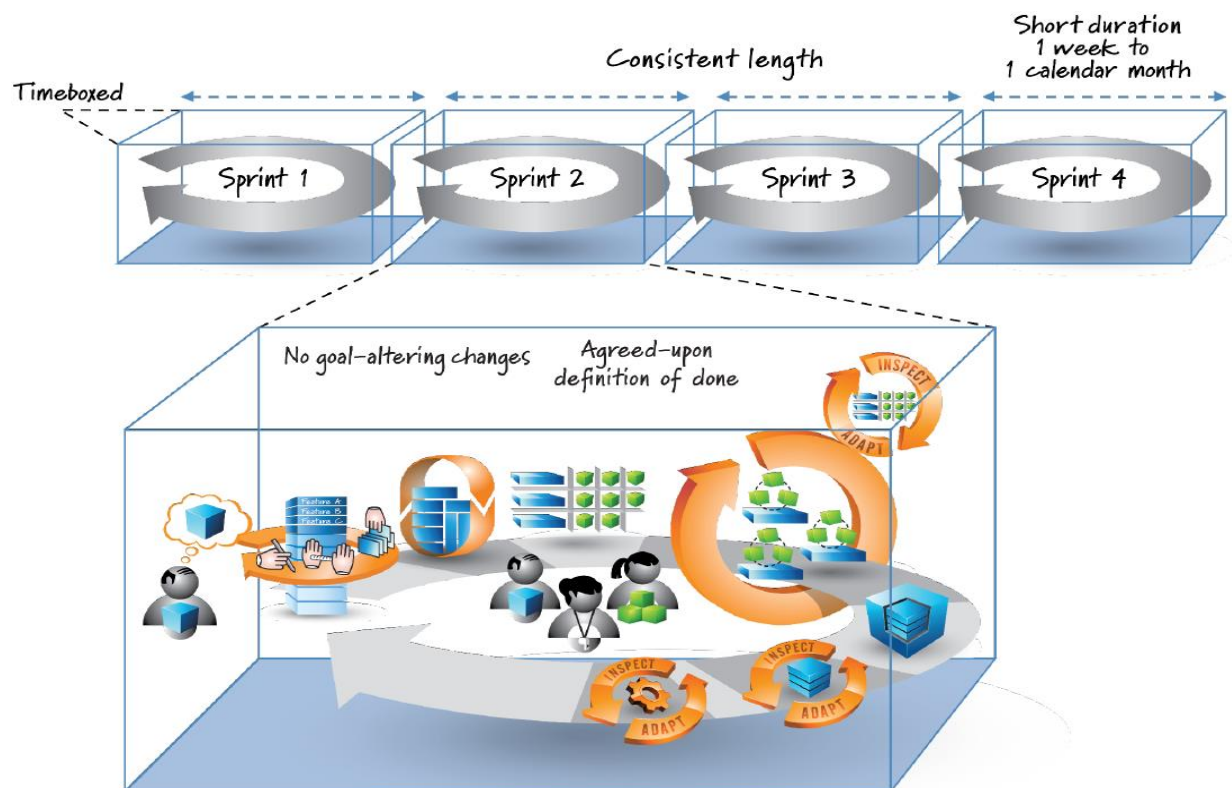 Short duration
1 week to
1 calendar month
Consistent length
Timeboxed
Sprint 1
Sprint 2
Sprint 3
Sprint 4
No goal-altering changes
Agreed-upon
definition of done
INSPECT
ADAPT
Feature A
Feature B
Feature C
INSPECT
ADAPT
INSPECT
ADAPT